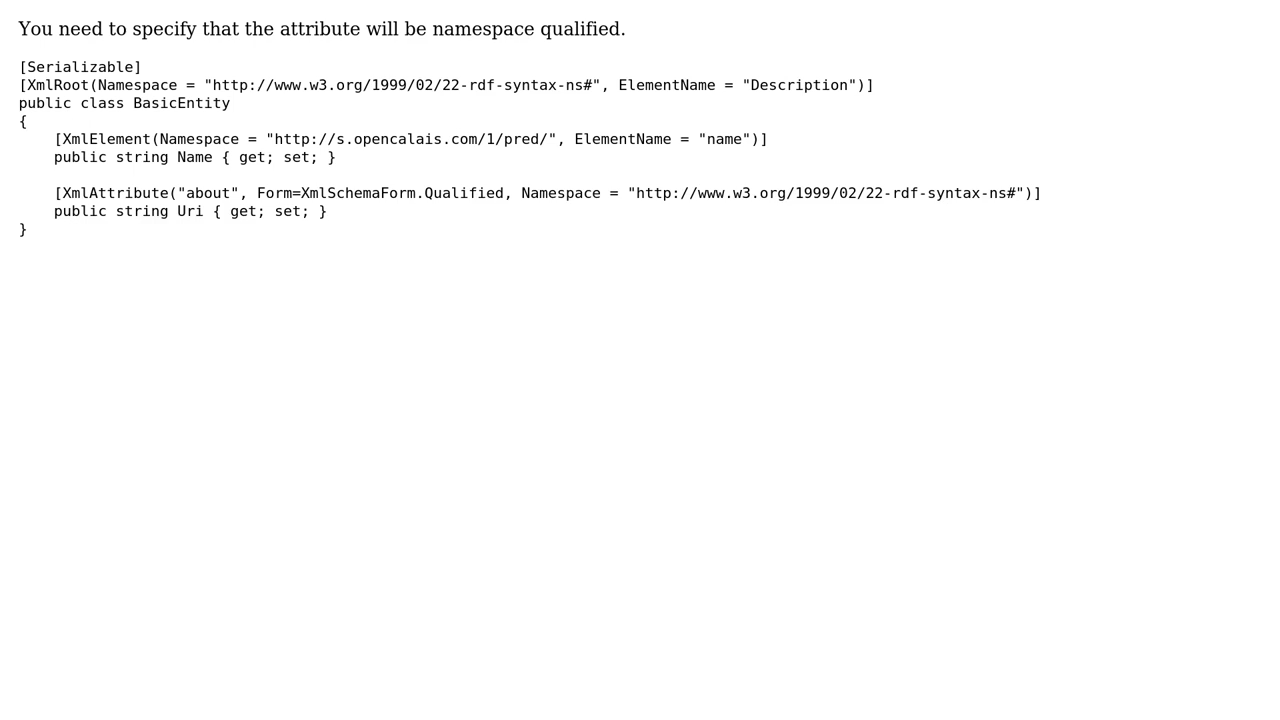 You need to specify that the attribute will be namespace qualified.
[Serializable]
[XmlRoot(Namespace = "http://www.w3.org/1999/02/22-rdf-syntax-ns#", ElementName = "Description")]
public class BasicEntity
{
    [XmlElement(Namespace = "http://s.opencalais.com/1/pred/", ElementName = "name")]
    public string Name { get; set; }

    [XmlAttribute("about", Form=XmlSchemaForm.Qualified, Namespace = "http://www.w3.org/1999/02/22-rdf-syntax-ns#")]
    public string Uri { get; set; }
}